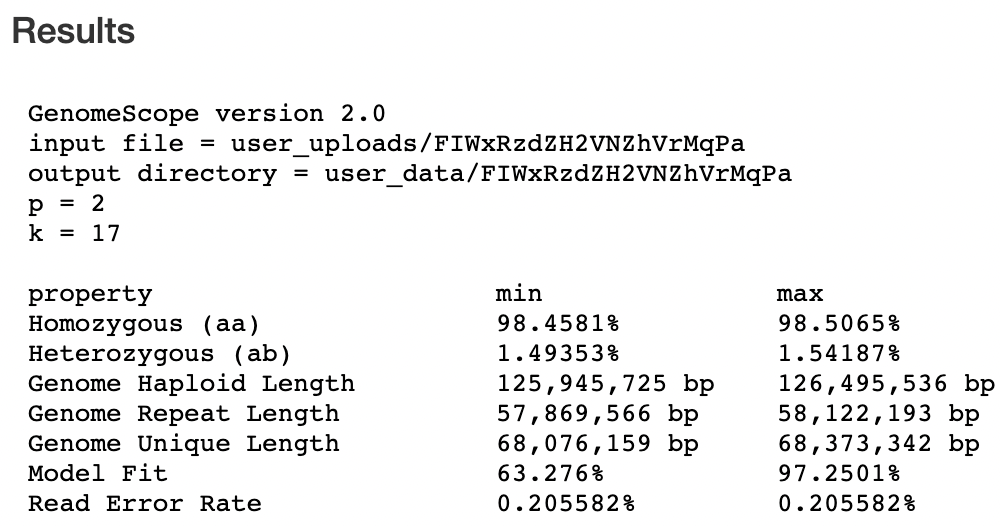 Results
GenomeScope version 2.0
input file = user_uploads/FIWxRzdZH2VNZhVrMqPa
output directory = user_data/FIWxRzdZH2VNZhVrMqPa
p = 2
k = 17
property min max
Homozygous (aa) 98.4581% 98.5065%
Heterozygous (ab) 1.49353% 1.54187%
Genome Haploid Length 125,945,725 bp 126,495,536 bp
Genome Repeat Length 57,869,566 bp 58,122,193 bp
Genome Unique Length 68,076,159 bp 68,373,342 bp
Model Fit 63.276% 97.2501%
Read Error Rate 0.205582% 0.205582%